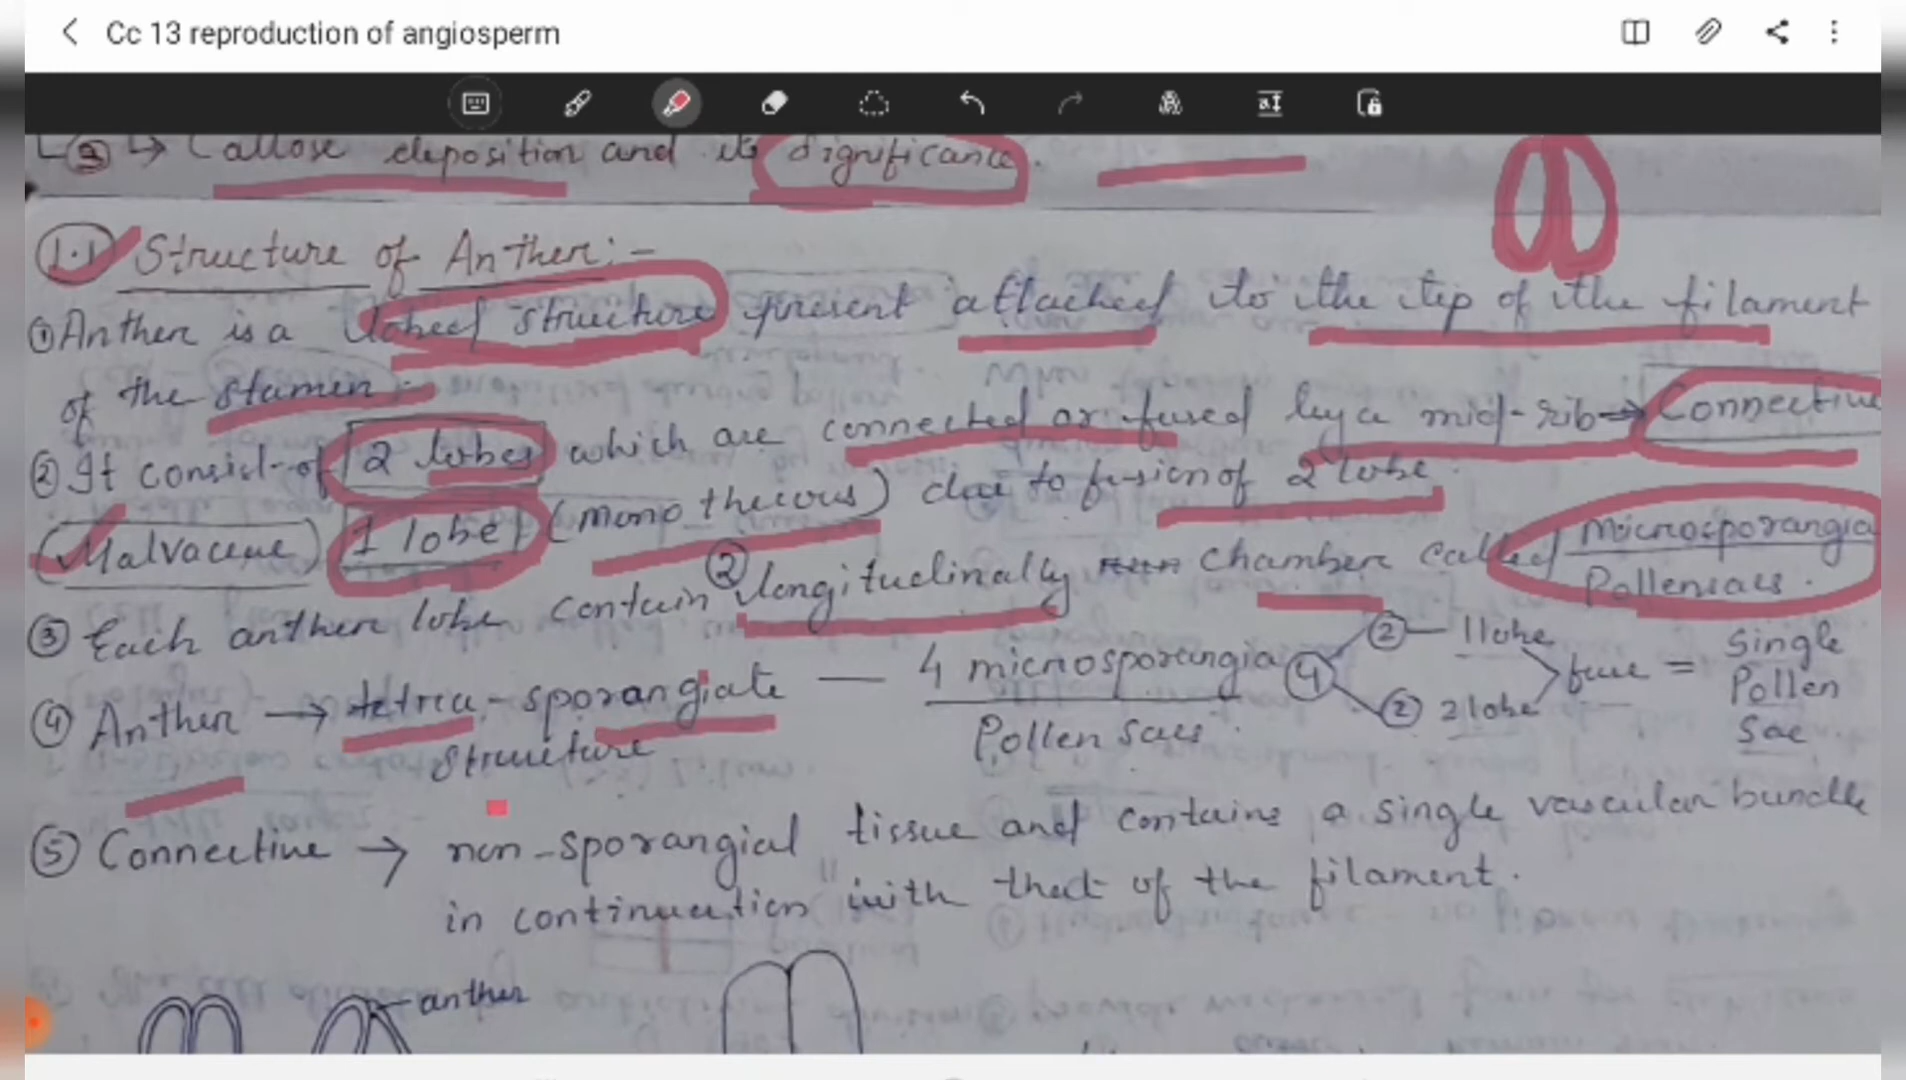 Cc 13 reproduction of angiosperm
③ ↳ Callose deposition and its significance.
1.1 Structure of Anther:-
① Anther is a lobed structure present attached to the tip of the filament
of the stamen.
② It consist of 2 lobes which are connected or fused by a mid-rib → Connective
(Malvaceae) 1 lobe (mono thecous) due to fusion of 2 lobe.
③ Each anther lobe contain ② longitudinally chamber called microsporangia
Pollensacs.
④ Anther → tetra-sporangiate — 4 microsporangia ④ ② — 1 lobe
② 2 lobe fuse = Single
Structure Pollen sacs. Pollen
Sac
⑤ Connective → non-sporangial tissue and contains a single vascular bundle
in continuation with that of the filament.
anther